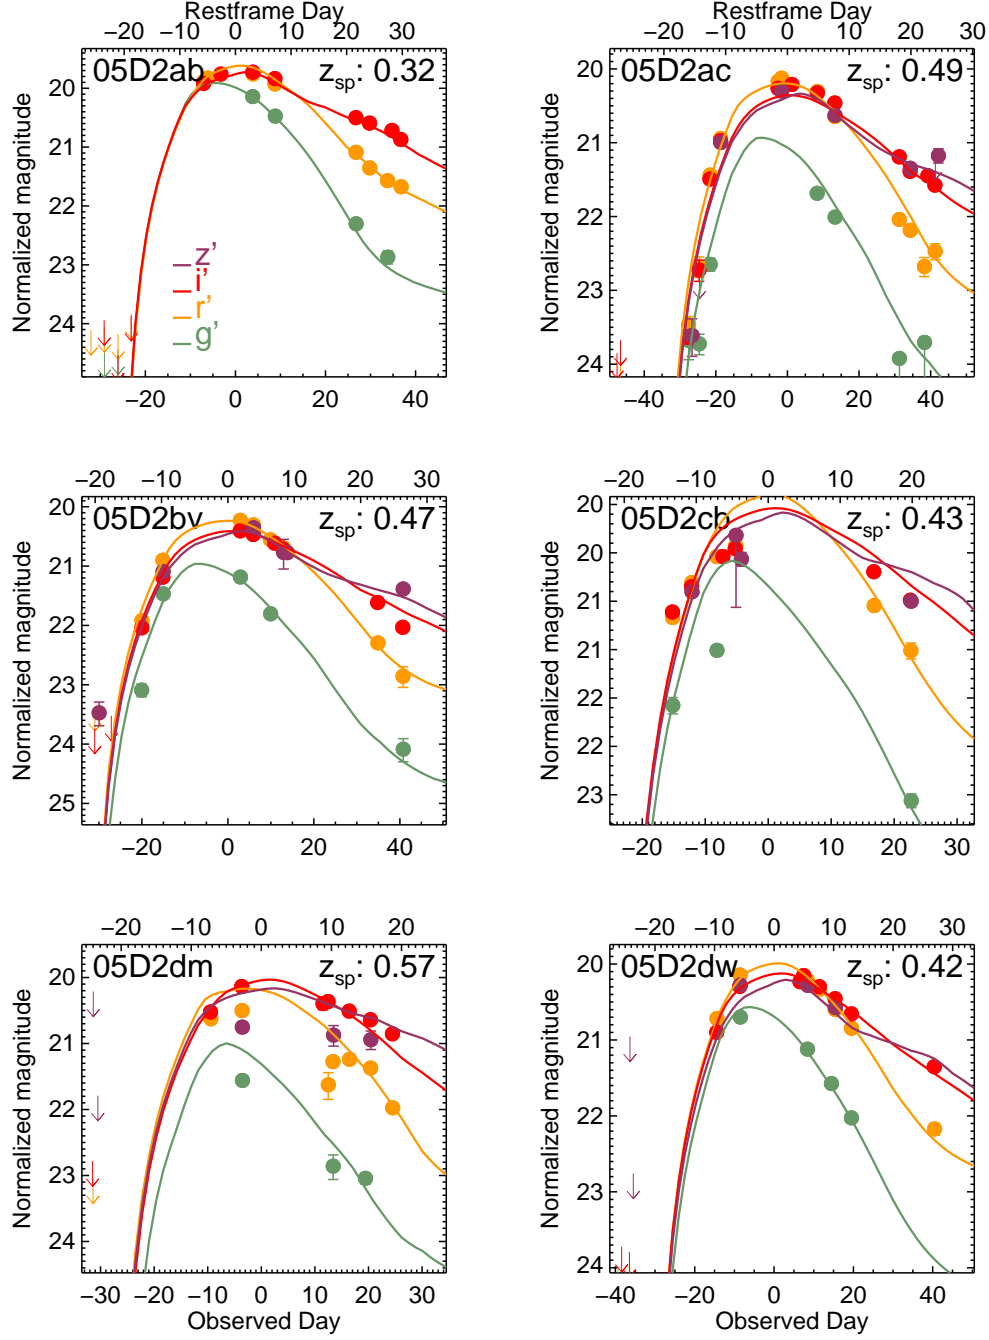 Restframe Day
Restframe Day
−20 −10 0 10 20 30
−20 −10 0 10 20 30
05D2ab z_sp: 0.32
05D2ac z_sp: 0.49
Normalized magnitude
20
21
22
23
24
z'
i'
r'
g'
−20 0 20 40
Normalized magnitude
20
21
22
23
24
−40 −20 0 20 40
−20 −10 0 10 20 30
−20 −10 0 10 20 30
05D2bv z_sp: 0.47
05D2cb z_sp: 0.43
Normalized magnitude
20
21
22
23
24
25
−20 0 20 40
Normalized magnitude
20
20
21
21
22
22
23
−20 −10 0 10 20 30
−20 −10 0 10 20
−20 −10 0 10 20 30
05D2dm z_sp: 0.57
05D2dw z_sp: 0.42
Normalized magnitude
20
21
22
23
24
−30 −20 −10 0 10 20 30
Observed Day
Normalized magnitude
20
21
22
23
24
−40 −20 0 20 40
Observed Day